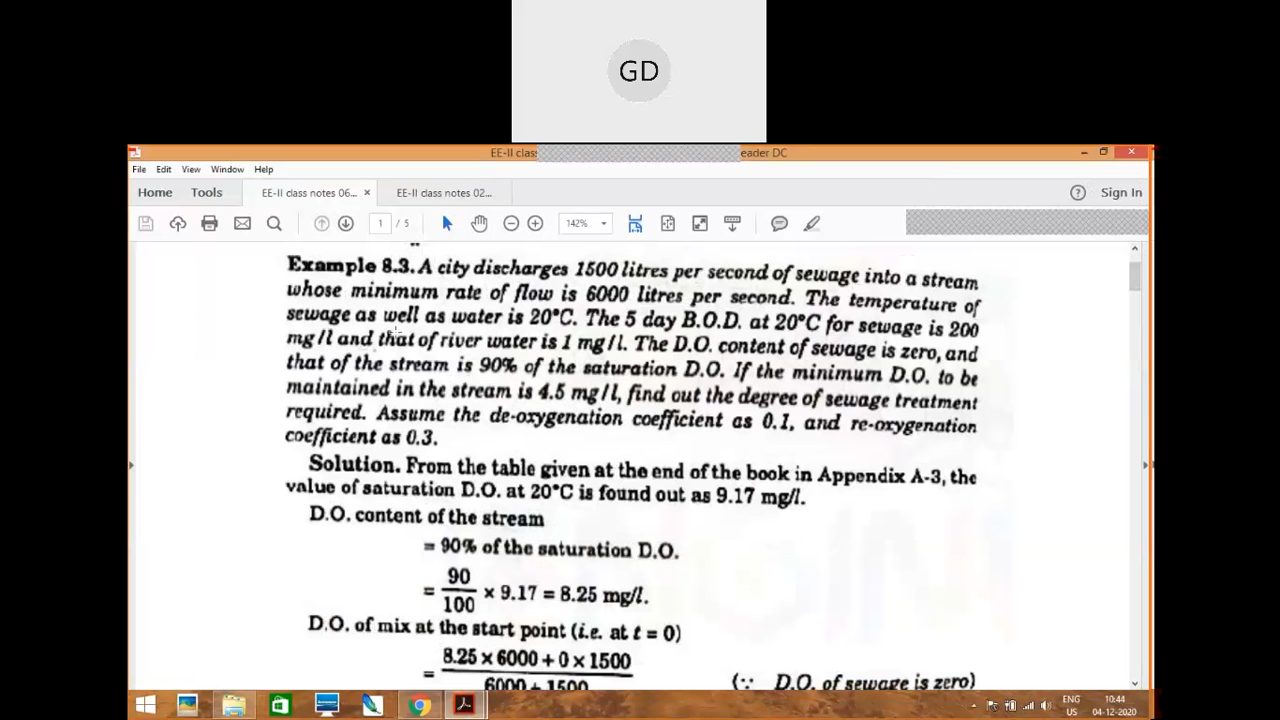 GD
EE-II class
eader DC
File Edit View Window Help
Home Tools EE-II class notes 06... × EE-II class notes 02... ? Sign In
1 / 5 142%
Example 8.3. A city discharges 1500 litres per second of sewage into a stream
whose minimum rate of flow is 6000 litres per second. The temperature of
sewage as well as water is 20°C. The 5 day B.O.D. at 20°C for sewage is 200
mg/l and that of river water is 1 mg/l. The D.O. content of sewage is zero, and
that of the stream is 90% of the saturation D.O. If the minimum D.O. to be
maintained in the stream is 4.5 mg/l, find out the degree of sewage treatment
required. Assume the de-oxygenation coefficient as 0.1, and re-oxygenation
coefficient as 0.3.
Solution. From the table given at the end of the book in Appendix A-3, the
value of saturation D.O. at 20°C is found out as 9.17 mg/l.
D.O. content of the stream
= 90% of the saturation D.O.
= 90/100 × 9.17 = 8.25 mg/l.
D.O. of mix at the start point (i.e. at t = 0)
= 8.25 × 6000 + 0 × 1500
6000 + 1500 (∵ D.O. of sewage is zero)
ENG 10:44
US 04-12-2020